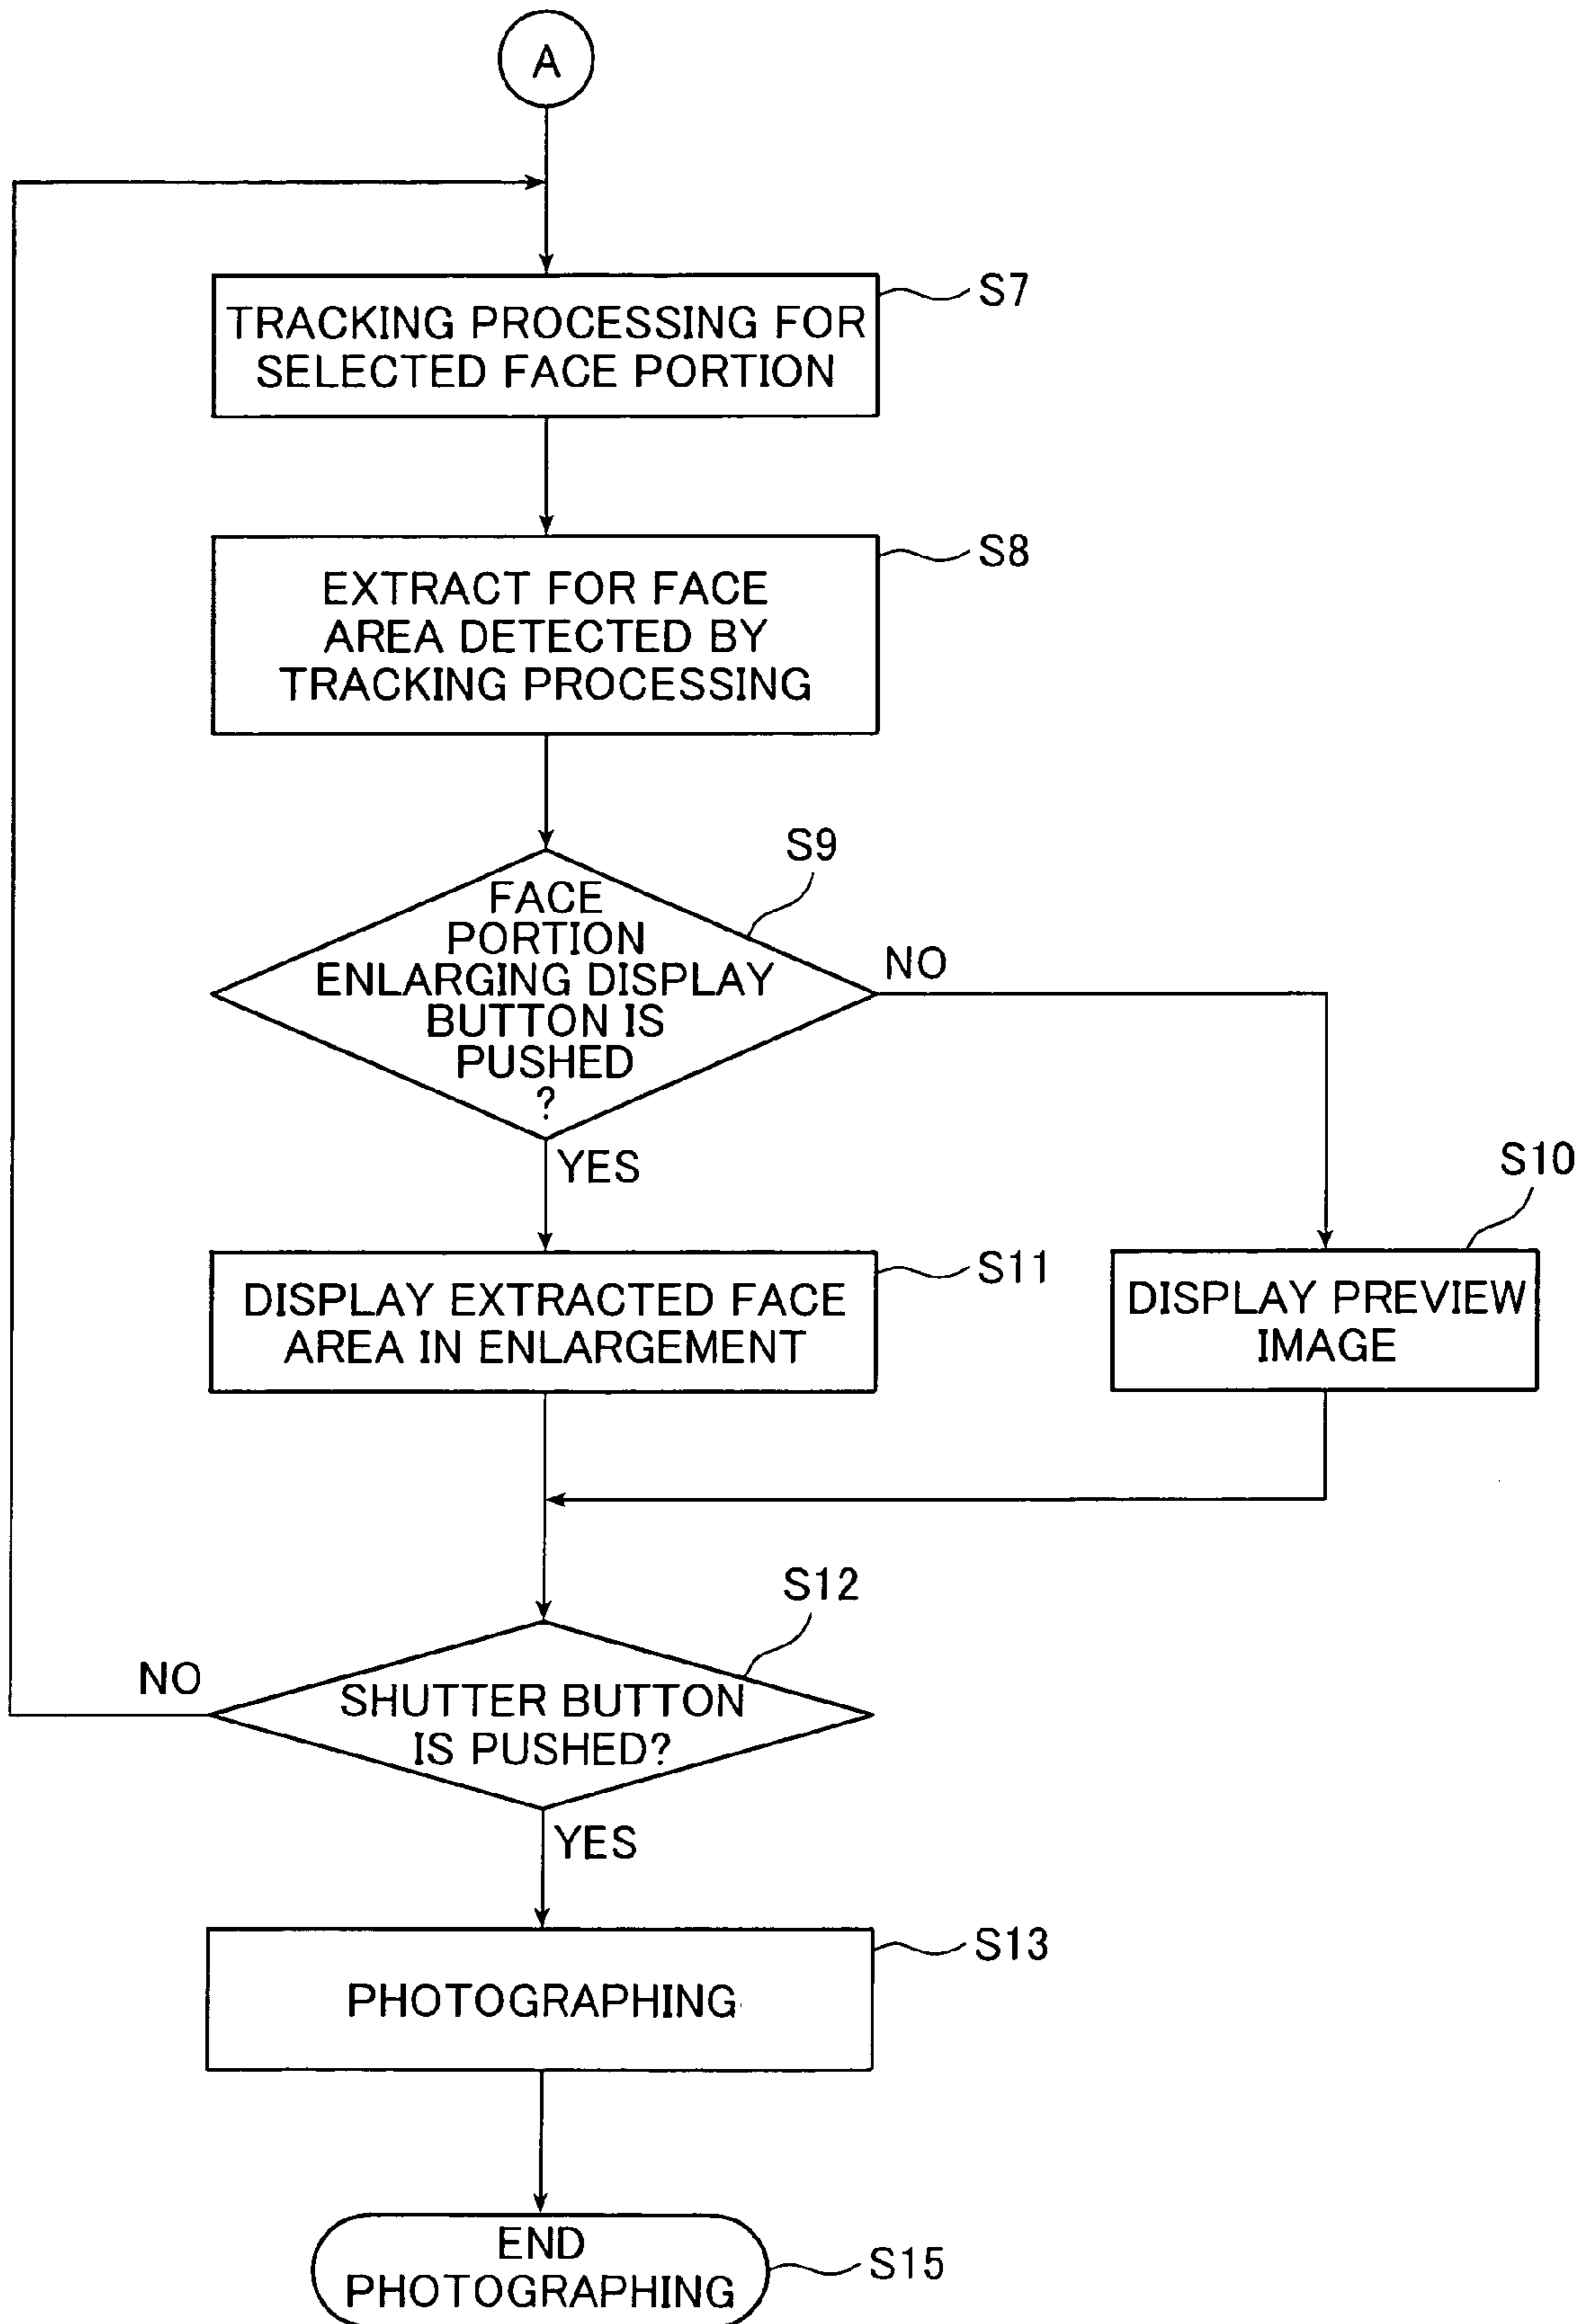 A
S7
TRACKING PROCESSING FOR
SELECTED FACE PORTION
S8
EXTRACT FOR FACE
AREA DETECTED BY
TRACKING PROCESSING
S9
FACE
PORTION
ENLARGING DISPLAY
BUTTON IS
PUSHED
?
NO
YES
S10
S11
DISPLAY EXTRACTED FACE
AREA IN ENLARGEMENT
DISPLAY PREVIEW
IMAGE
S12
NO
SHUTTER BUTTON
IS PUSHED?
YES
S13
PHOTOGRAPHING
END
PHOTOGRAPHING
S15